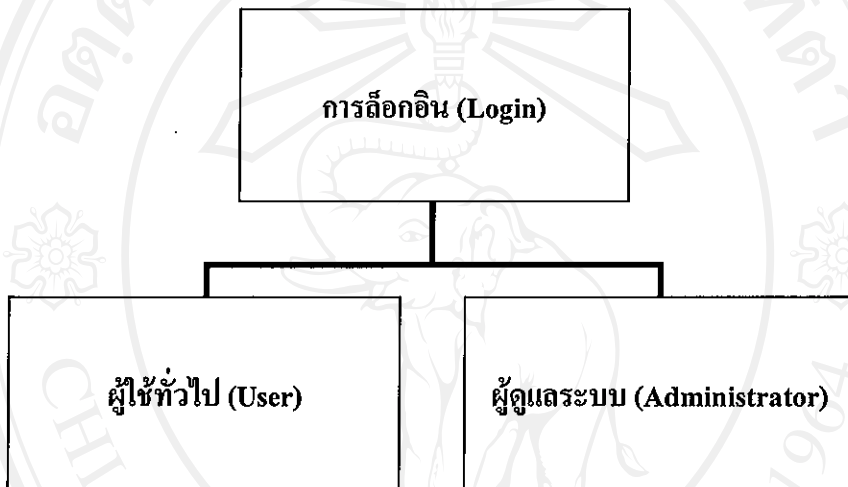 การล็อกอิน (Login)
ผู้ใช้ทั่วไป (User)
ผู้ดูแลระบบ (Administrator)